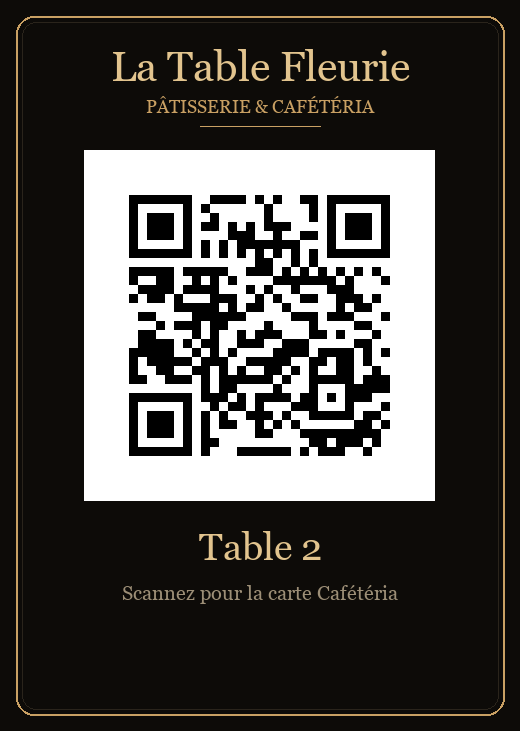 La Table Fleurie
PÂTISSERIE & CAFÉTÉRIA
Table 2
Scannez pour la carte Cafétéria